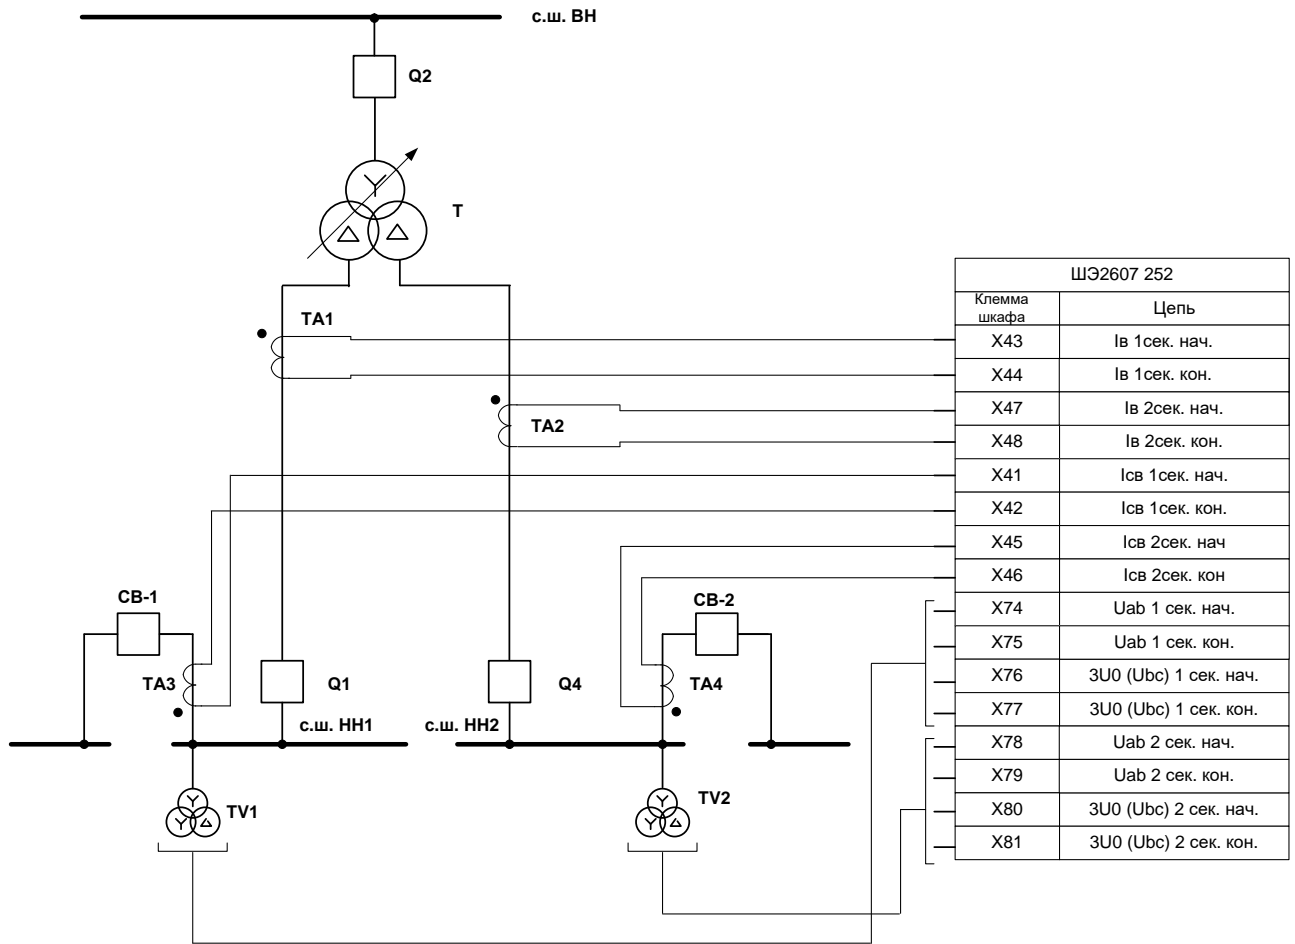 с.ш. ВН
Q2
T
TA1
TA2
ШЭ2607 252
Клемма шкафа
Цепь
X43 Iв 1сек. нач.
X44 Iв 1сек. кон.
X47 Iв 2сек. нач.
X48 Iв 2сек. кон.
X41 Iсв 1сек. нач.
X42 Iсв 1сек. кон.
X45 Iсв 2сек. нач
X46 Iсв 2сек. кон
X74 Uab 1 сек. нач.
X75 Uab 1 сек. кон.
X76 3U0 (Ubc) 1 сек. нач.
X77 3U0 (Ubc) 1 сек. кон.
X78 Uab 2 сек. нач.
X79 Uab 2 сек. кон.
X80 3U0 (Ubc) 2 сек. нач.
X81 3U0 (Ubc) 2 сек. кон.
СВ-1
СВ-2
TA3
Q1
Q4
TA4
с.ш. НН1
с.ш. НН2
TV1
TV2